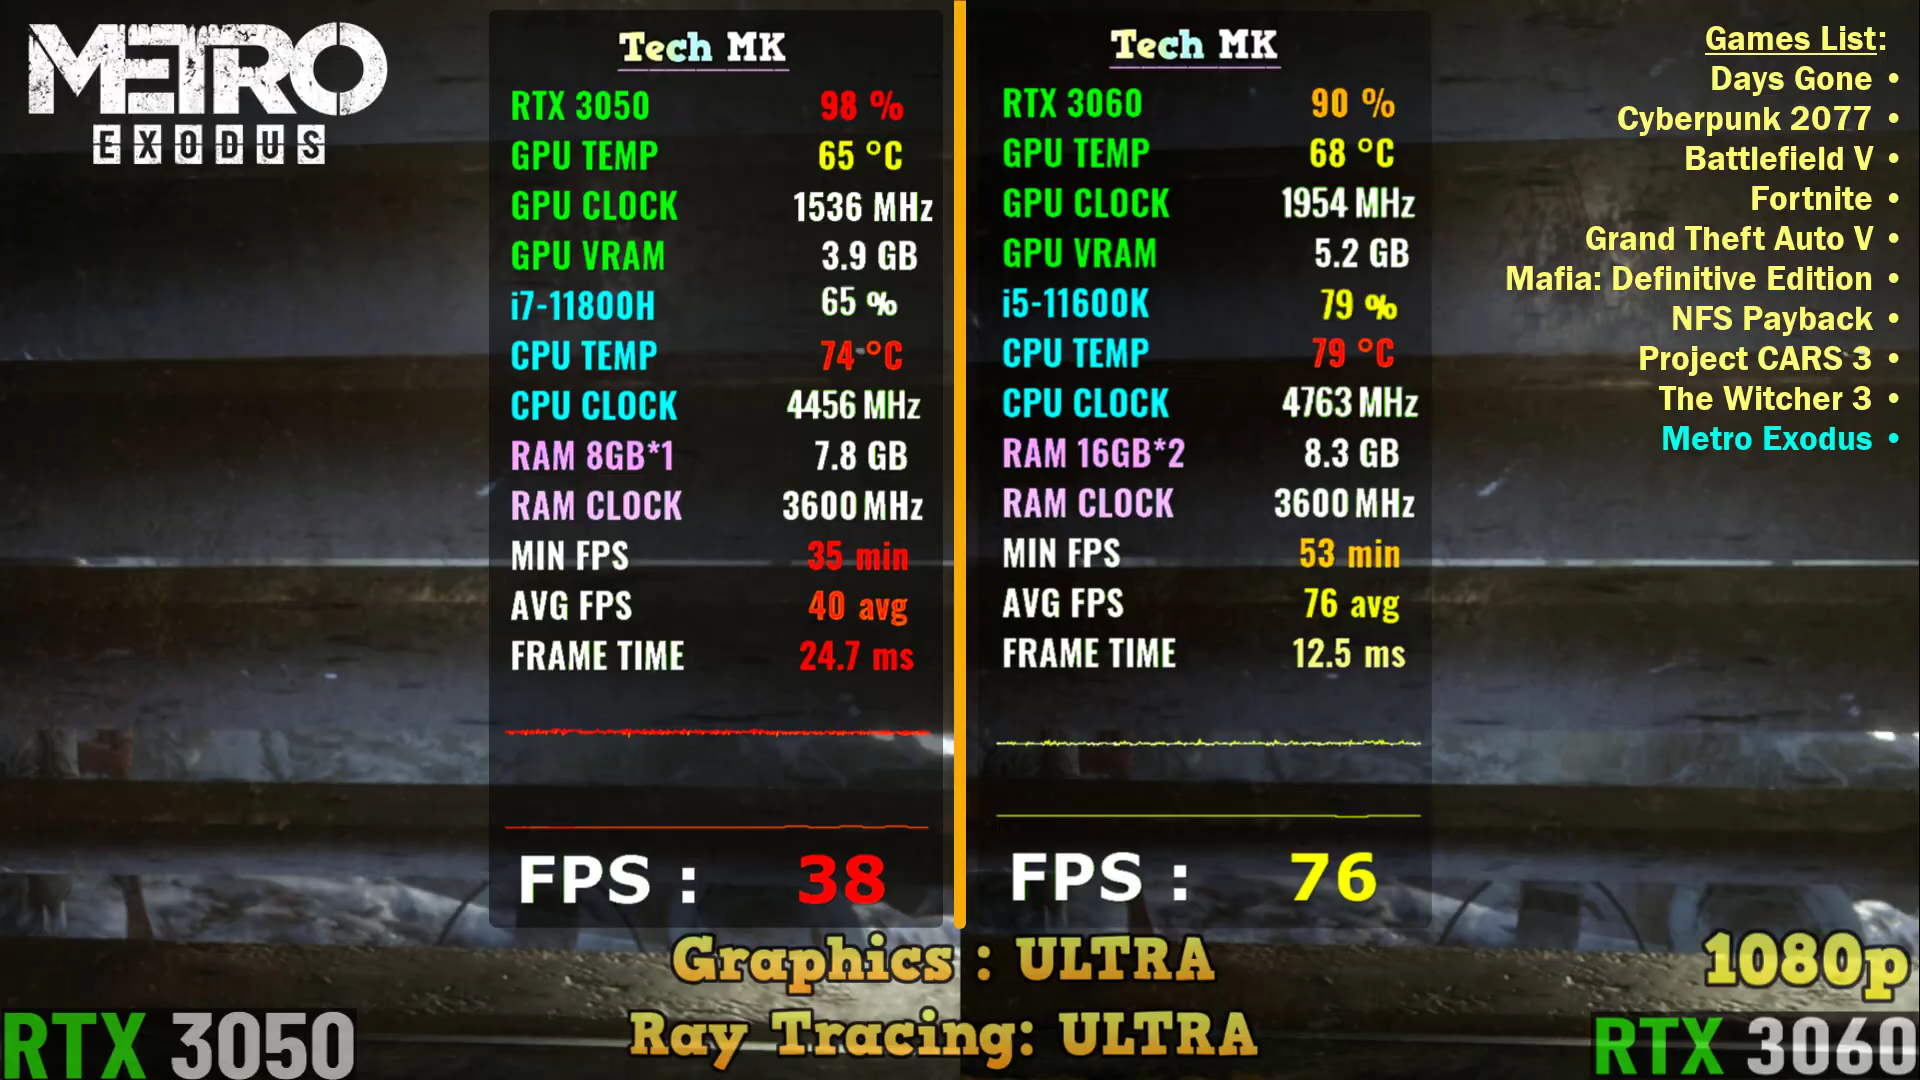 METRO
EXODUS
Tech MK
RTX 3050 98 %
GPU TEMP 65 °C
GPU CLOCK 1536 MHz
GPU VRAM 3.9 GB
i7-11800H 65 %
CPU TEMP 74 °C
CPU CLOCK 4456 MHz
RAM 8GB*1 7.8 GB
RAM CLOCK 3600 MHz
MIN FPS 35 min
AVG FPS 40 avg
FRAME TIME 24.7 ms
FPS : 38
Tech MK
RTX 3060 90 %
GPU TEMP 68 °C
GPU CLOCK 1954 MHz
GPU VRAM 5.2 GB
i5-11600K 79 %
CPU TEMP 79 °C
CPU CLOCK 4763 MHz
RAM 16GB*2 8.3 GB
RAM CLOCK 3600 MHz
MIN FPS 53 min
AVG FPS 76 avg
FRAME TIME 12.5 ms
FPS : 76
Games List:
Days Gone •
Cyberpunk 2077 •
Battlefield V •
Fortnite •
Grand Theft Auto V •
Mafia: Definitive Edition •
NFS Payback •
Project CARS 3 •
The Witcher 3 •
Metro Exodus •
Graphics : ULTRA
Ray Tracing: ULTRA
1080p
RTX 3050
RTX 3060